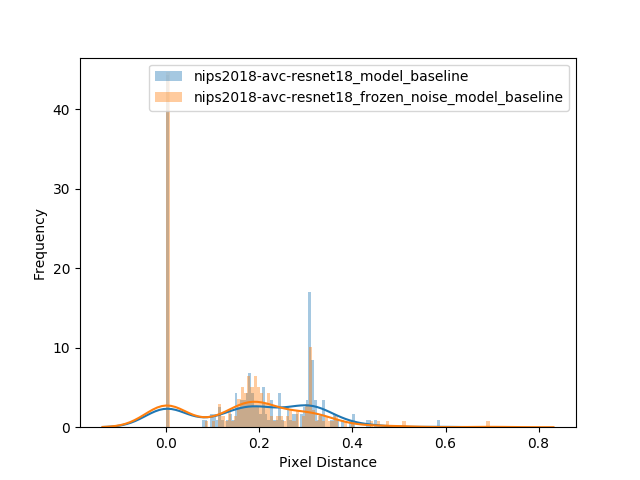 nips2018-avc-resnet18_model_baseline
nips2018-avc-resnet18_frozen_noise_model_baseline
40
30
20
10
0
Frequency
0.0 0.2 0.4 0.6 0.8
Pixel Distance